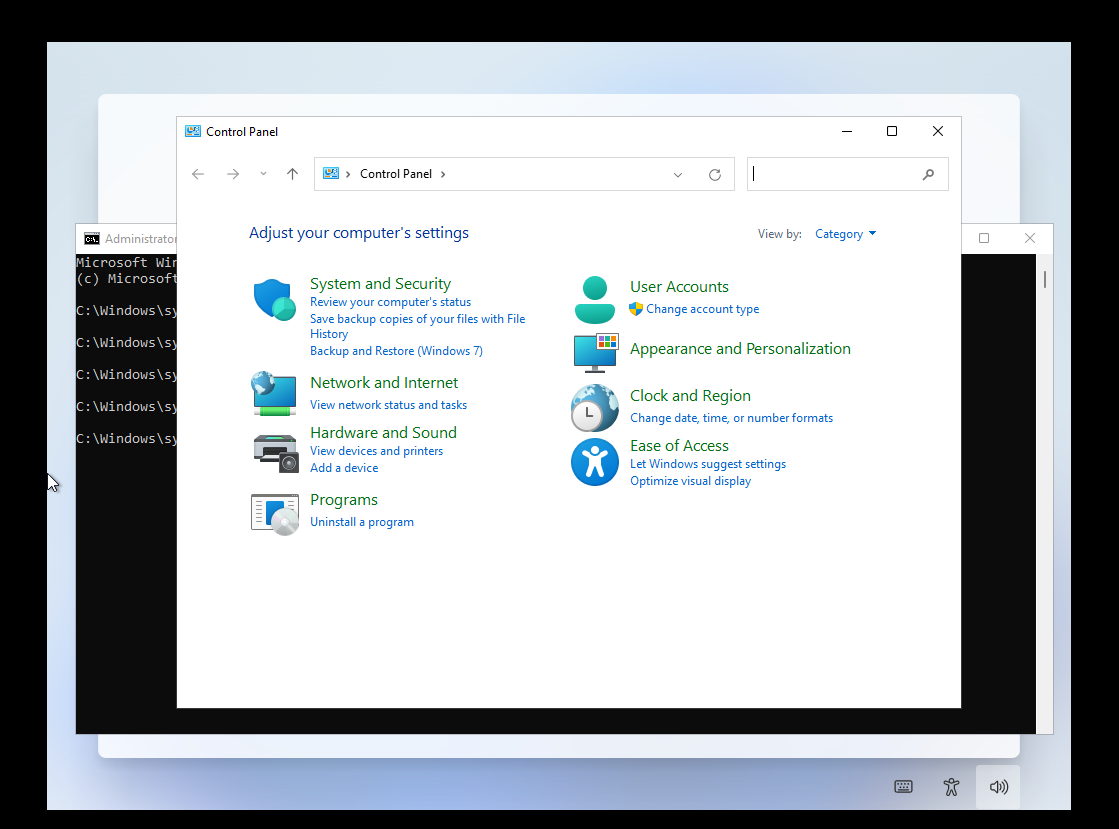 Control Panel
Control Panel
Adjust your computer's settings
View by: Category
System and Security
Review your computer's status
Save backup copies of your files with File
History
Backup and Restore (Windows 7)
Network and Internet
View network status and tasks
Hardware and Sound
View devices and printers
Add a device
Programs
Uninstall a program
User Accounts
Change account type
Appearance and Personalization
Clock and Region
Change date, time, or number formats
Ease of Access
Let Windows suggest settings
Optimize visual display
Administrator
Microsoft Win
(c) Microsoft
C:\Windows\sy
C:\Windows\sy
C:\Windows\sy
C:\Windows\sy
C:\Windows\sy